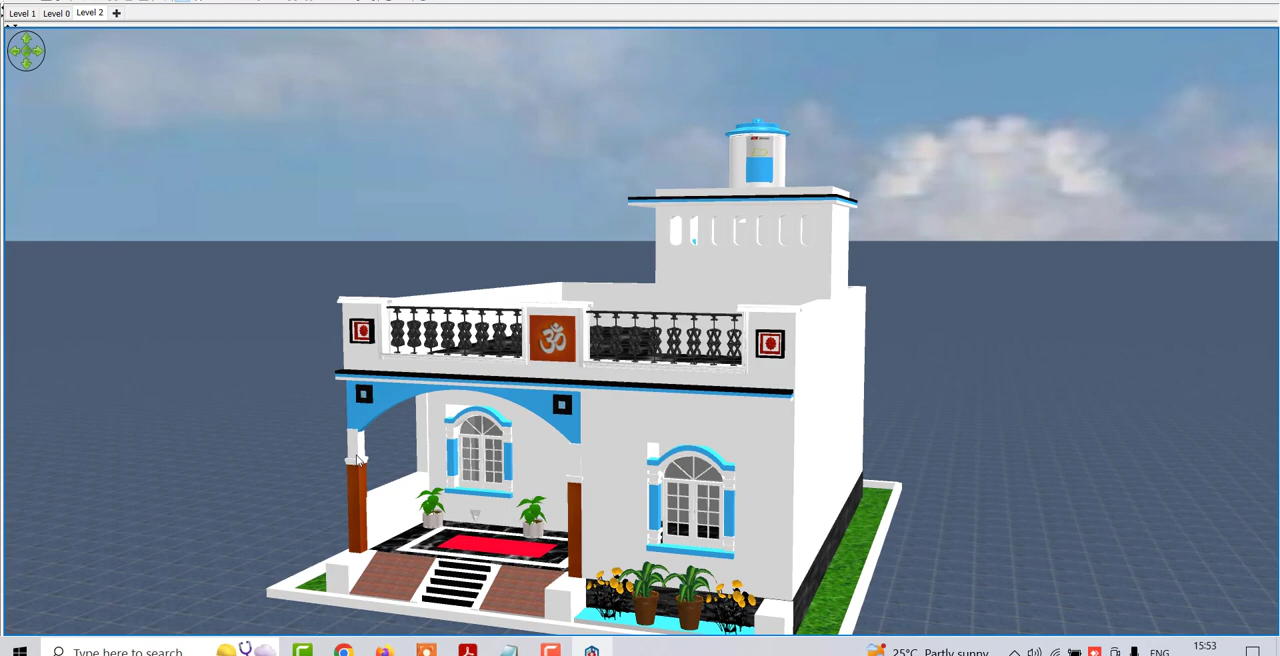 Level 1 Level 0 Level 2
ॐ
Type here to search
25°C Partly sunny
ENG
15:53